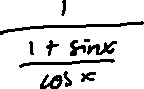 1
1 + sinx
cos x